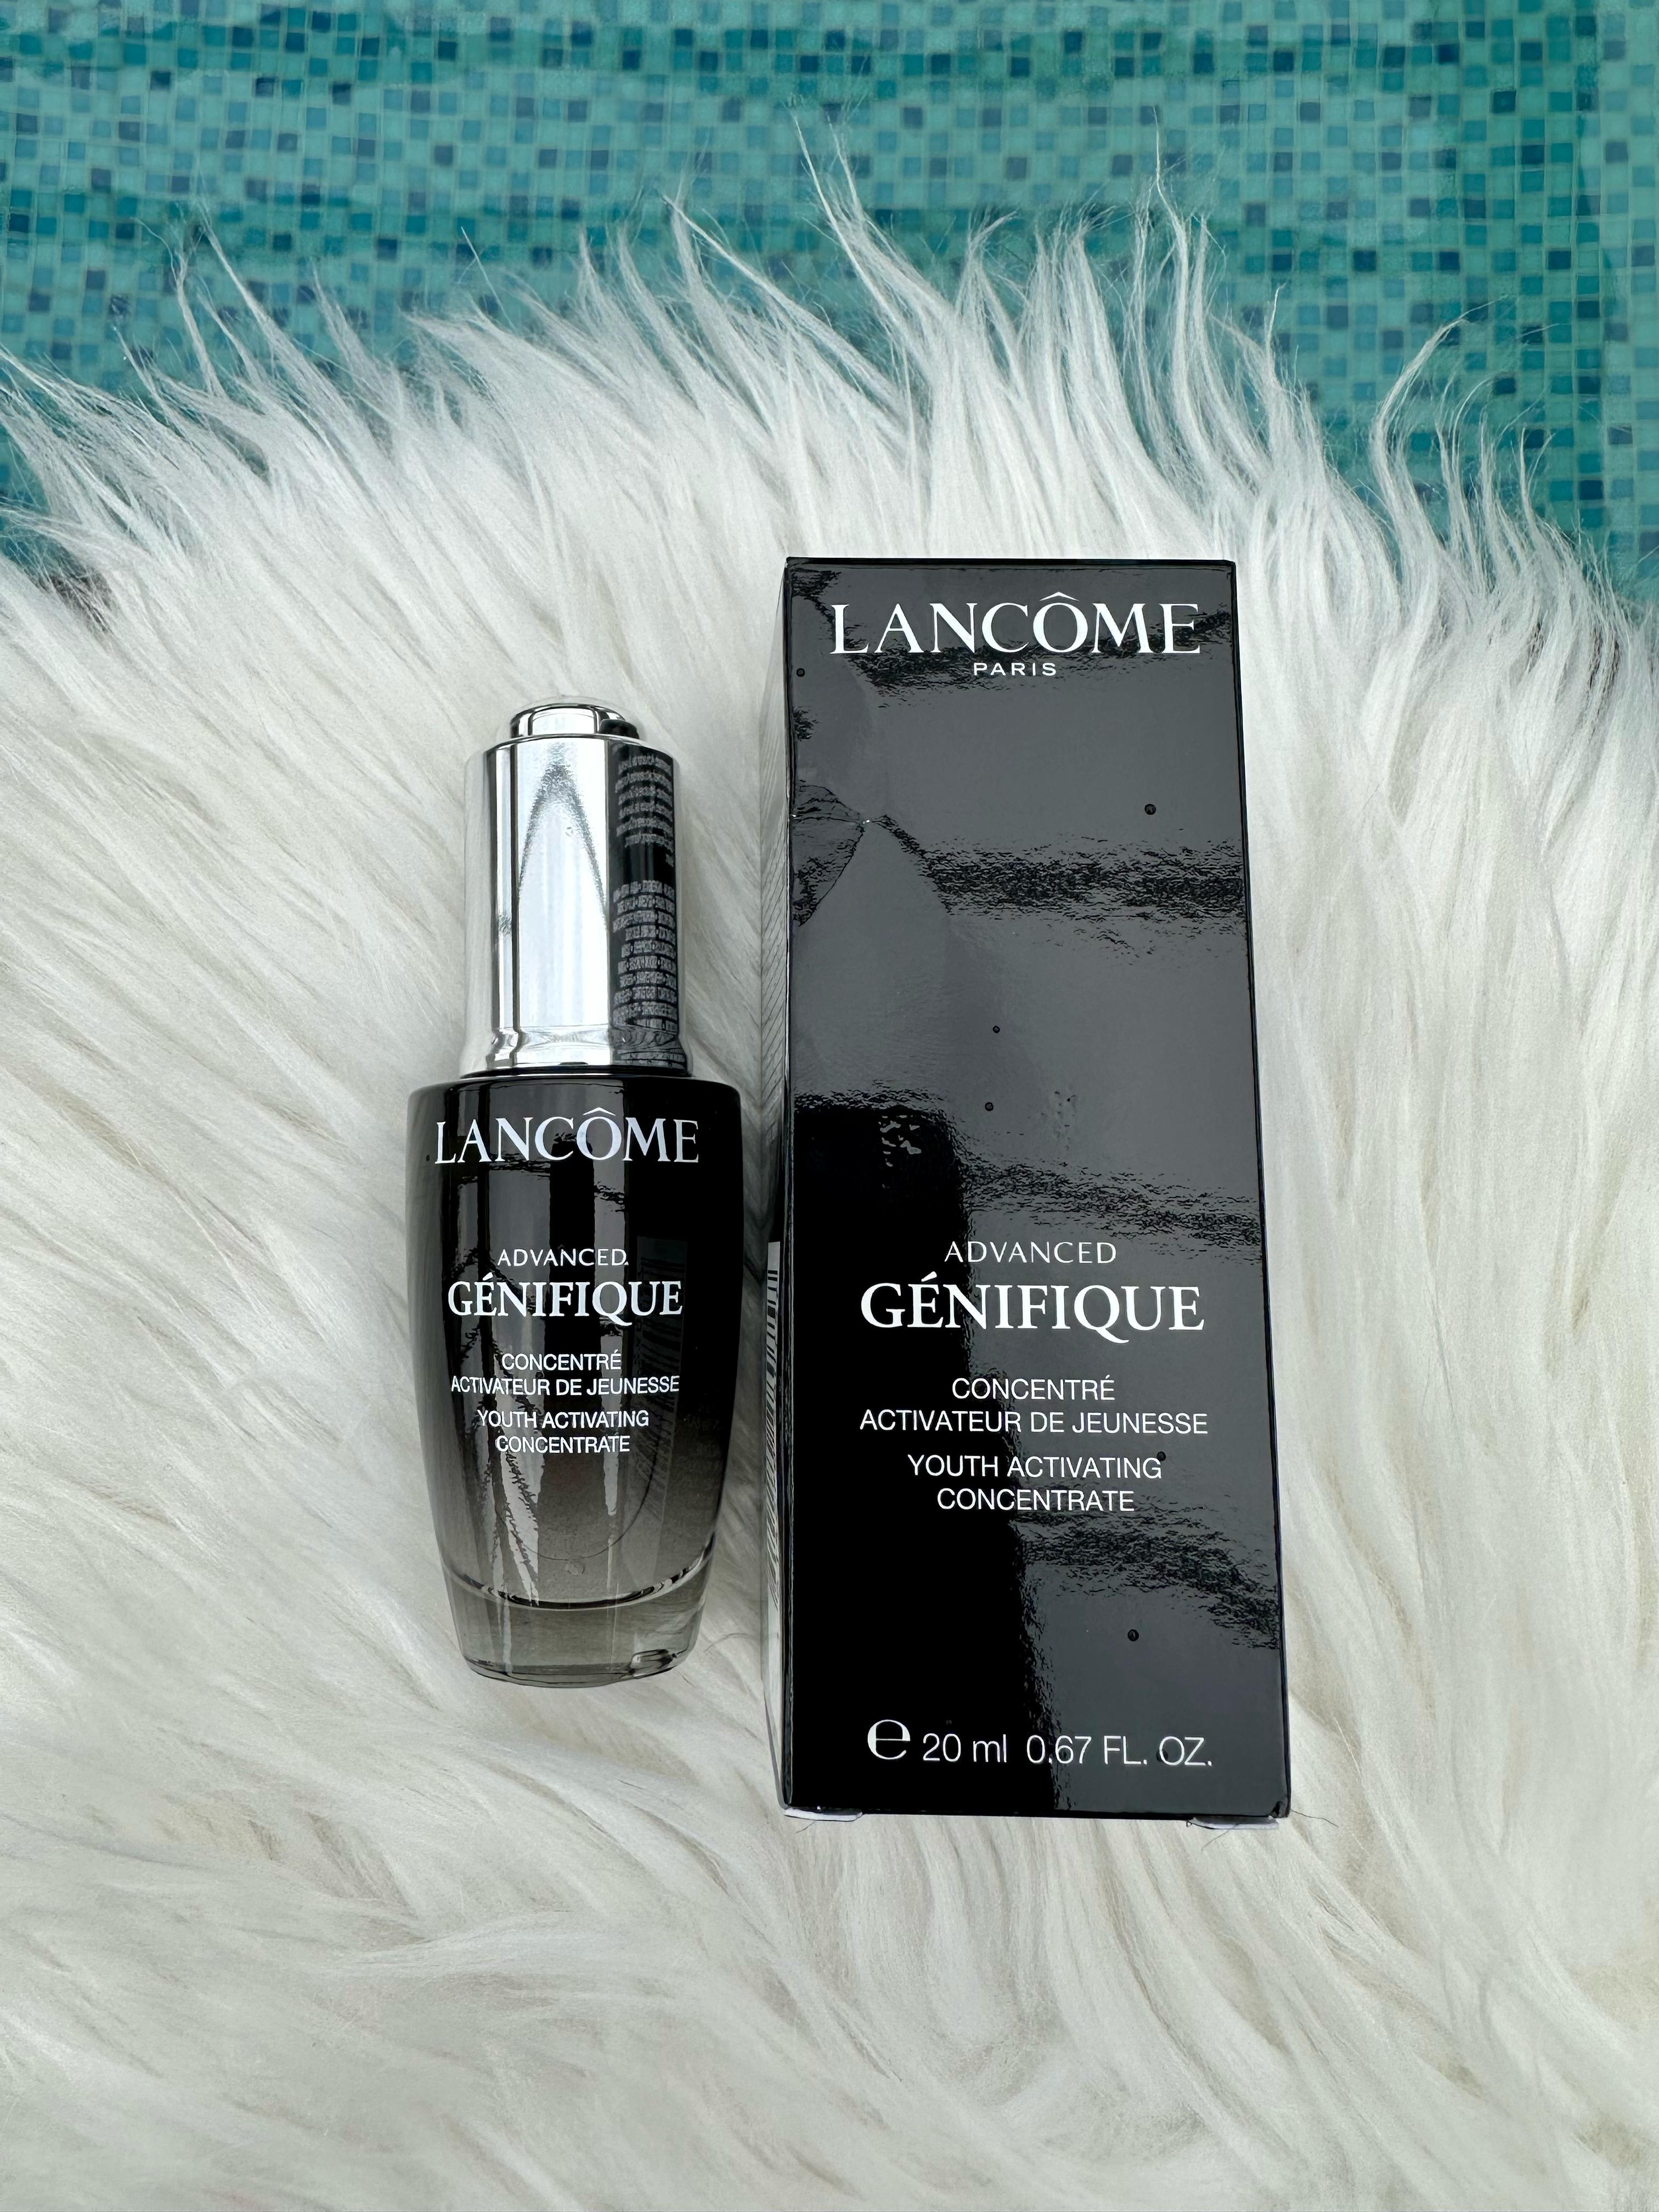 LANCÔME
ADVANCED
GÉNIFIQUE
CONCENTRÉ
ACTIVATEUR DE JEUNESSE
YOUTH ACTIVATING
CONCENTRATE
LANCÔME
PARIS
ADVANCED
GÉNIFIQUE
CONCENTRÉ
ACTIVATEUR DE JEUNESSE
YOUTH ACTIVATING
CONCENTRATE
℮ 20 ml 0.67 FL. OZ.